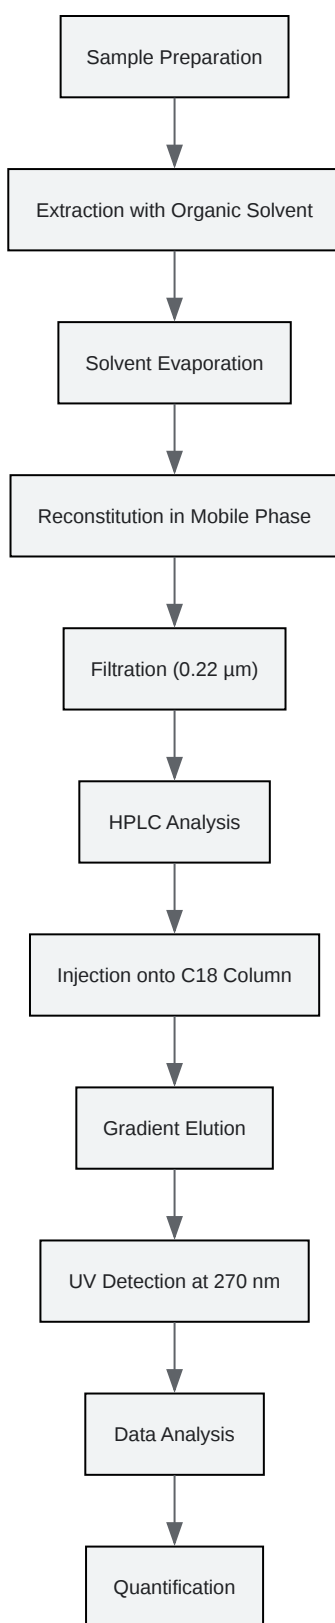 Sample Preparation
Extraction with Organic Solvent
Solvent Evaporation
Reconstitution in Mobile Phase
Filtration (0.22 µm)
HPLC Analysis
Injection onto C18 Column
Gradient Elution
UV Detection at 270 nm
Data Analysis
Quantification